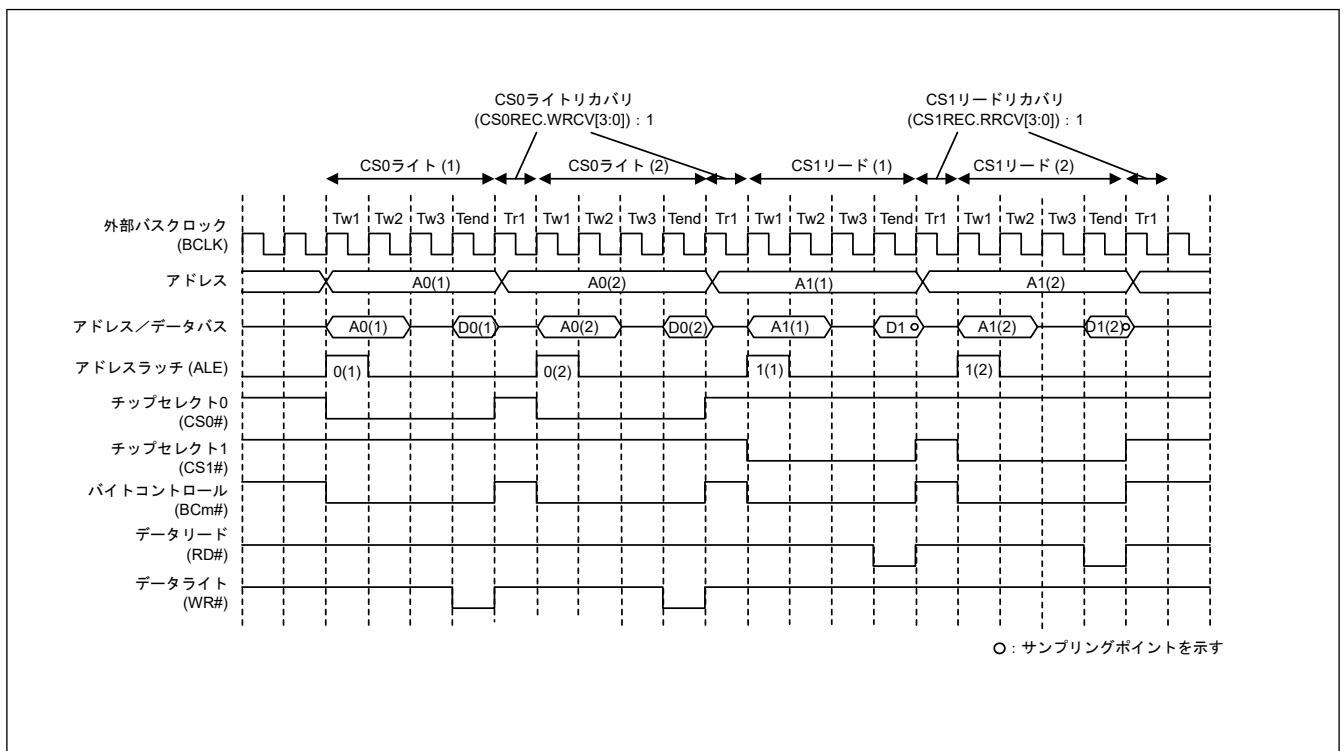 CS0ライトリカバリ
(CS0REC.WRCV[3:0])：1
CS1リードリカバリ
(CS1REC.RRCV[3:0])：1
CS0ライト (1)
CS0ライト (2)
CS1リード (1)
CS1リード (2)
Tw1 Tw2 Tw3 Tend Tr1 Tw1 Tw2 Tw3 Tend Tr1 Tw1 Tw2 Tw3 Tend Tr1 Tw1 Tw2 Tw3 Tend Tr1
外部バスクロック
(BCLK)
アドレス
A0(1) A0(2) A1(1) A1(2)
アドレス／データバス
A0(1) D0(1) A0(2) D0(2) A1(1) D1 A1(2) D1(2)
アドレスラッチ (ALE)
0(1) 0(2) 1(1) 1(2)
チップセレクト0
(CS0#)
チップセレクト1
(CS1#)
バイトコントロール
(BCm#)
データリード
(RD#)
データライト
(WR#)
○：サンプリングポイントを示す